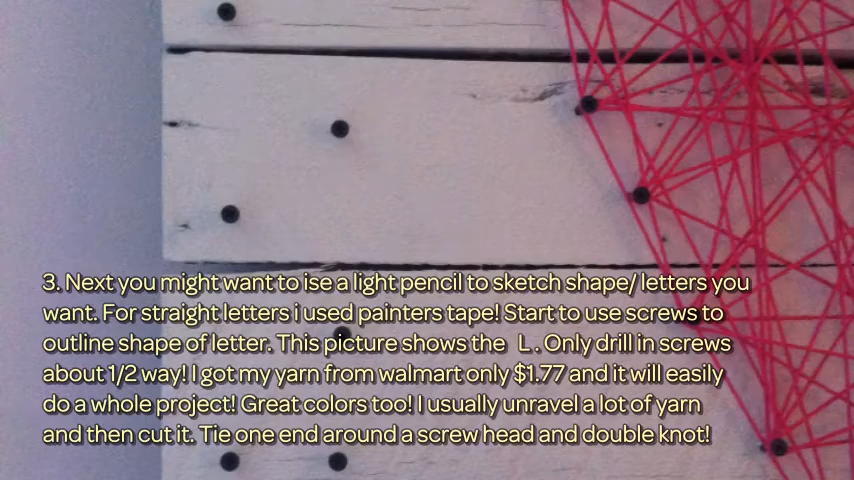 3. Next you might want to ise a light pencil to sketch shape/ letters you
want. For straight letters i used painters tape! Start to use screws to
outline shape of letter. This picture shows the L . Only drill in screws
about 1/2 way! I got my yarn from walmart only $1.77 and it will easily
do a whole project! Great colors too! I usually unravel a lot of yarn
and then cut it. Tie one end around a screw head and double knot!